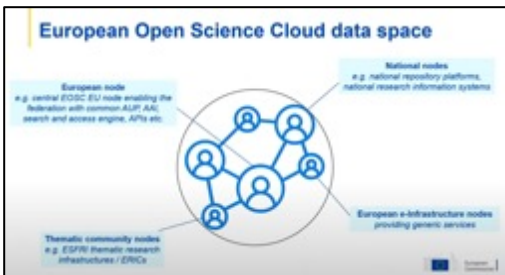 European Open Science Cloud data space
National nodes
e.g. national repository platforms,
national research information systems
European node
e.g. central EOSC EU node enabling the
federation with common AUP, AAI,
search and access engine, APIs etc.
European e-Infrastructure nodes
providing generic services
Thematic community nodes
e.g. ESFRI thematic research
infrastructures / ERICs
European
Commission